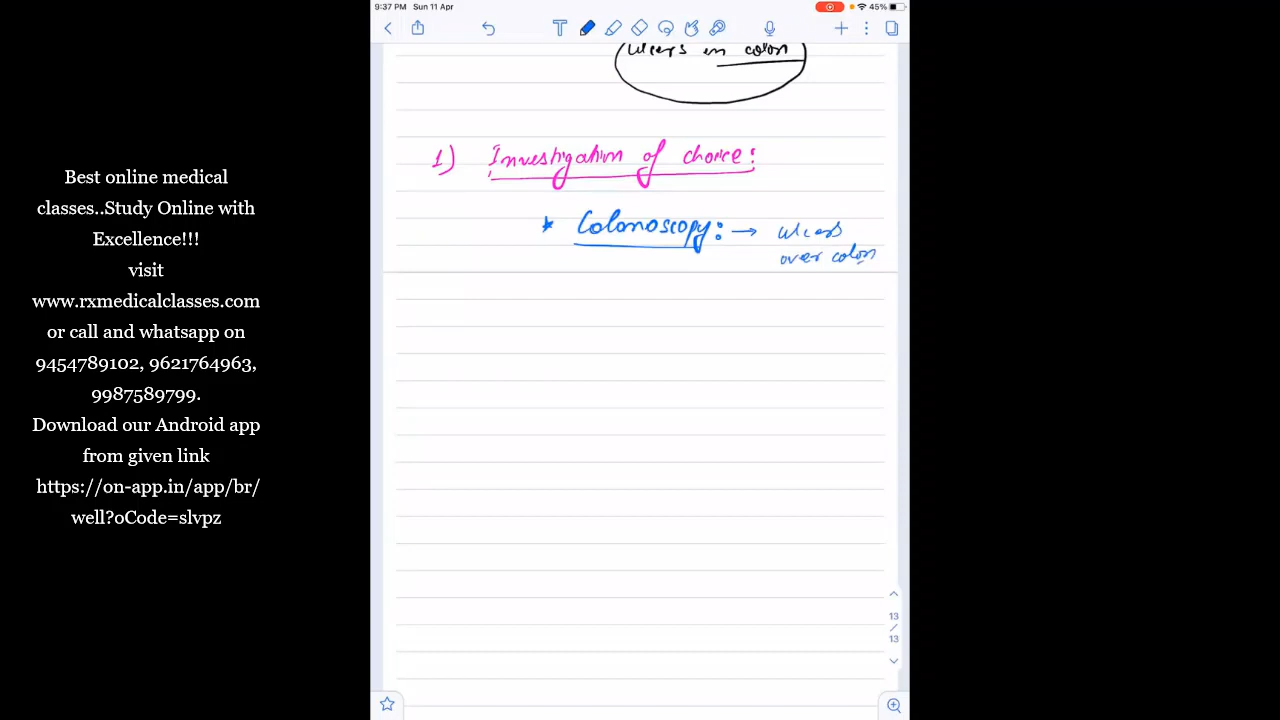 9:37 PM Sun 11 Apr
45%
ulcers in colon
1) Investigation of choice:
* Colonoscopy: → ulcers
over colon
Best online medical
classes..Study Online with
Excellence!!!
visit
www.rxmedicalclasses.com
or call and whatsapp on
9454789102, 9621764963,
9987589799.
Download our Android app
from given link
https://on-app.in/app/br/
well?oCode=slvpz
13
/
13